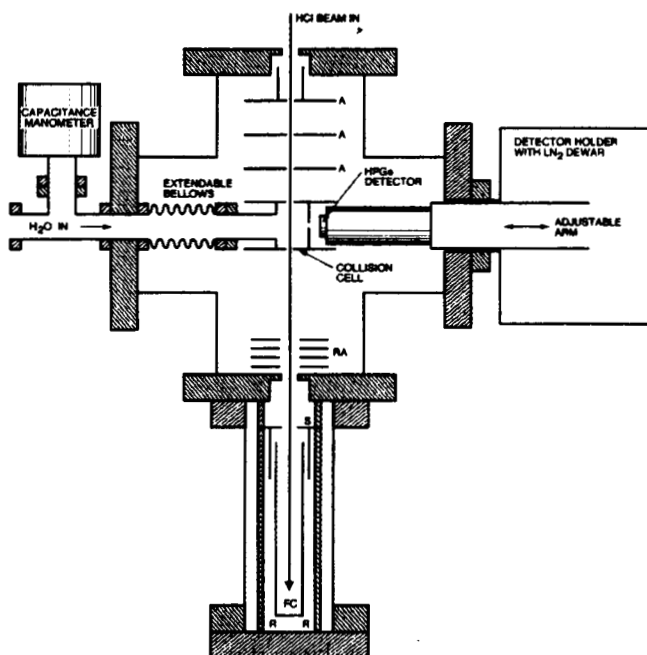 HCI BEAM IN
CAPACITANCE
MANOMETER
A
A
A
DETECTOR HOLDER
WITH LN2 DEWAR
EXTENDABLE
BELLOWS
HPGe
DETECTOR
H2O IN
ADJUSTABLE
ARM
COLLISION
CELL
RA
S
FC
R R